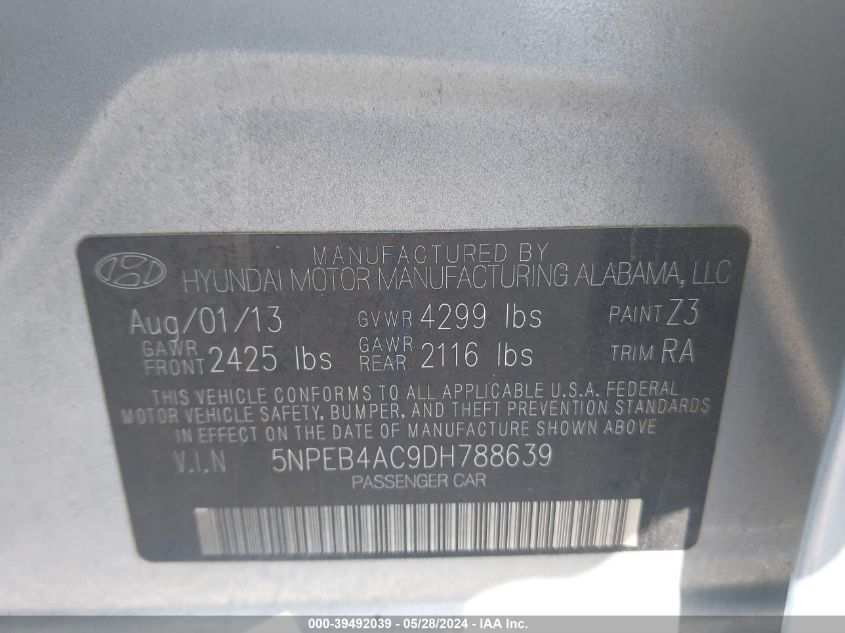 MANUFACTURED BY
HYUNDAI MOTOR MANUFACTURING ALABAMA, LLC
Aug/01/13 GVWR 4299 lbs PAINT Z3
GAWR FRONT 2425 lbs GAWR REAR 2116 lbs TRIM RA
THIS VEHICLE CONFORMS TO ALL APPLICABLE U.S.A. FEDERAL
MOTOR VEHICLE SAFETY, BUMPER, AND THEFT PREVENTION STANDARDS
IN EFFECT ON THE DATE OF MANUFACTURE SHOWN ABOVE
V.I.N 5NPEB4AC9DH788639
PASSENGER CAR
000-39492039 - 05/28/2024 - IAA Inc.